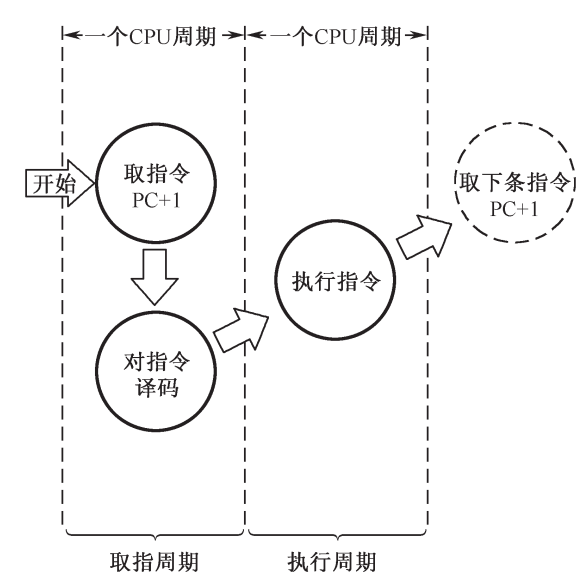 一个CPU周期
一个CPU周期
开始
取指令
PC+1
取下条指令
PC+1
执行指令
对指令
译码
取指周期
执行周期